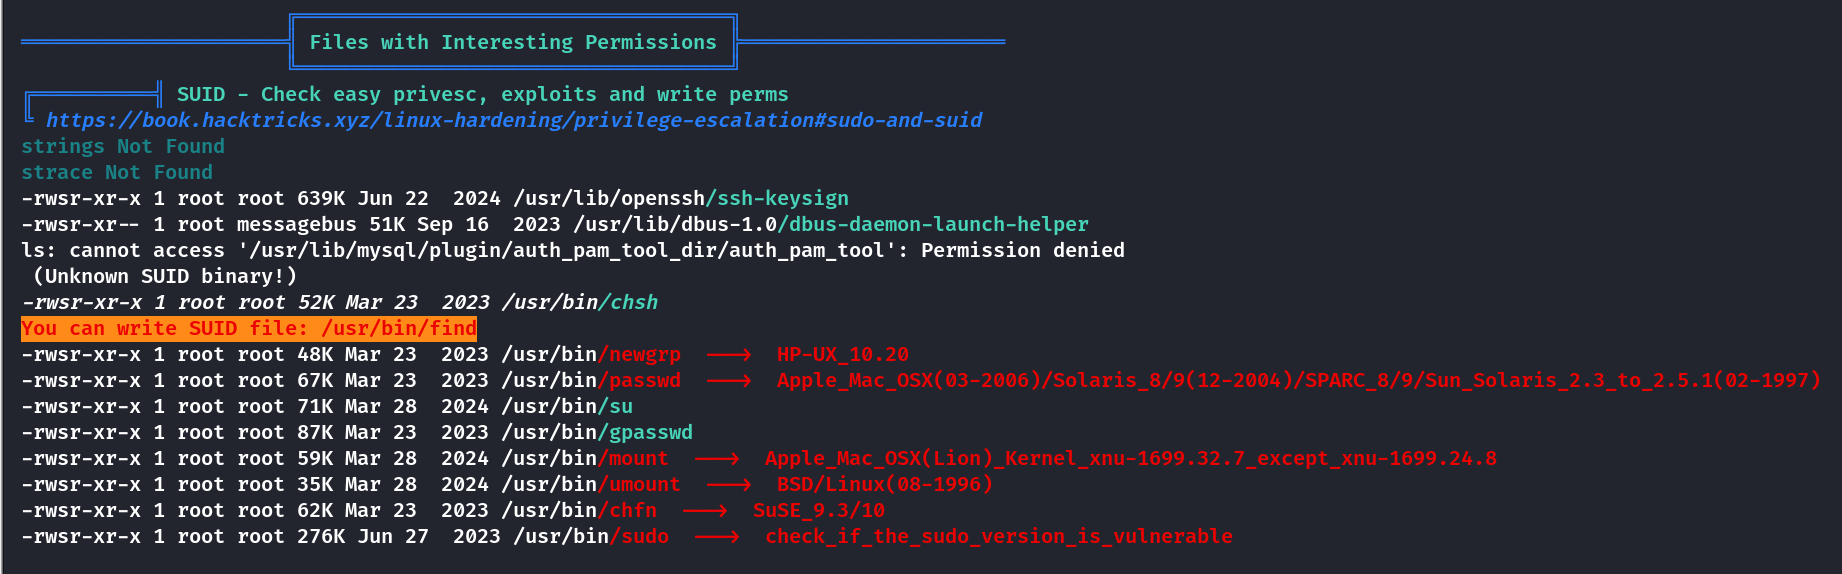 Files with Interesting Permissions
SUID - Check easy privesc, exploits and write perms
https://book.hacktricks.xyz/linux-hardening/privilege-escalation#sudo-and-suid
strings Not Found
strace Not Found
-rwsr-xr-x 1 root root 639K Jun 22  2024 /usr/lib/openssh/ssh-keysign
-rwsr-xr-- 1 root messagebus 51K Sep 16  2023 /usr/lib/dbus-1.0/dbus-daemon-launch-helper
ls: cannot access '/usr/lib/mysql/plugin/auth_pam_tool_dir/auth_pam_tool': Permission denied
 (Unknown SUID binary!)
-rwsr-xr-x 1 root root 52K Mar 23  2023 /usr/bin/chsh
You can write SUID file: /usr/bin/find
-rwsr-xr-x 1 root root 48K Mar 23  2023 /usr/bin/newgrp  --->  HP-UX_10.20
-rwsr-xr-x 1 root root 67K Mar 23  2023 /usr/bin/passwd  --->  Apple_Mac_OSX(03-2006)/Solaris_8/9(12-2004)/SPARC_8/9/Sun_Solaris_2.3_to_2.5.1(02-1997)
-rwsr-xr-x 1 root root 71K Mar 28  2024 /usr/bin/su
-rwsr-xr-x 1 root root 87K Mar 23  2023 /usr/bin/gpasswd
-rwsr-xr-x 1 root root 59K Mar 28  2024 /usr/bin/mount  --->  Apple_Mac_OSX(Lion)_Kernel_xnu-1699.32.7_except_xnu-1699.24.8
-rwsr-xr-x 1 root root 35K Mar 28  2024 /usr/bin/umount  --->  BSD/Linux(08-1996)
-rwsr-xr-x 1 root root 62K Mar 23  2023 /usr/bin/chfn  --->  SuSE_9.3/10
-rwsr-xr-x 1 root root 276K Jun 27  2023 /usr/bin/sudo  --->  check_if_the_sudo_version_is_vulnerable